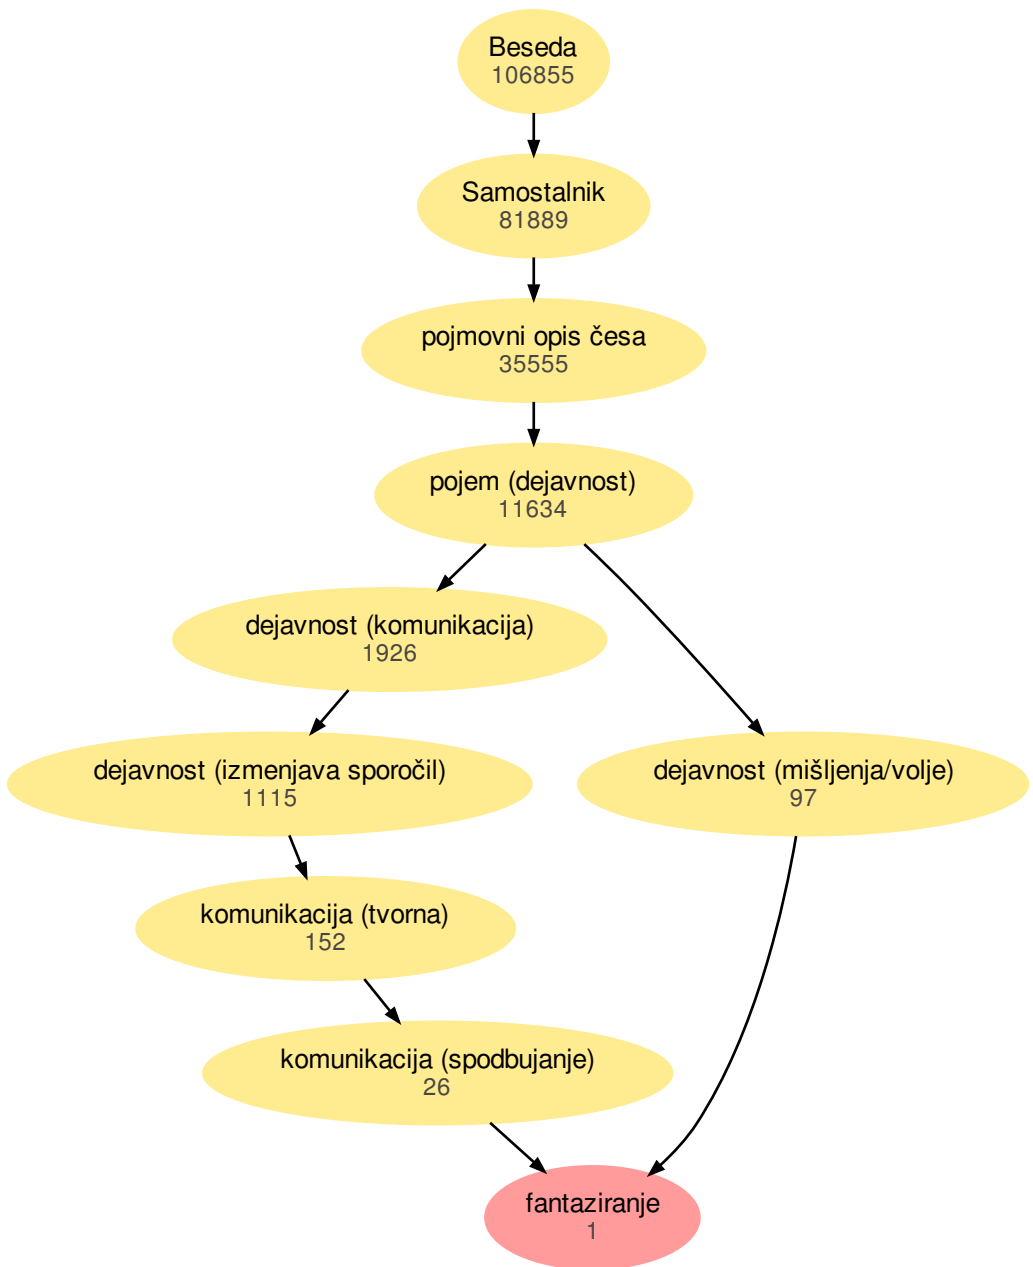 Beseda
106855
Samostalnik
81889
pojmovni opis česa
35555
pojem (dejavnost)
11634
dejavnost (komunikacija)
1926
dejavnost (izmenjava sporočil)
1115
dejavnost (mišljenja/volje)
97
komunikacija (tvorna)
152
komunikacija (spodbujanje)
26
fantaziranje
1